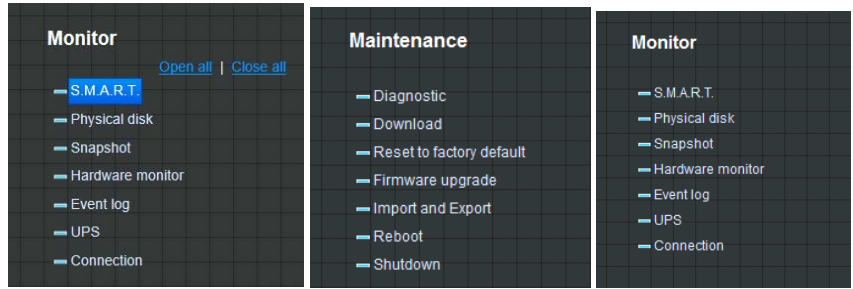 Monitor
Open all | Close all
S.M.A.R.T.
Physical disk
Snapshot
Hardware monitor
Event log
UPS
Connection
Maintenance
Diagnostic
Download
Reset to factory default
Firmware upgrade
Import and Export
Reboot
Shutdown
Monitor
S.M.A.R.T.
Physical disk
Snapshot
Hardware monitor
Event log
UPS
Connection